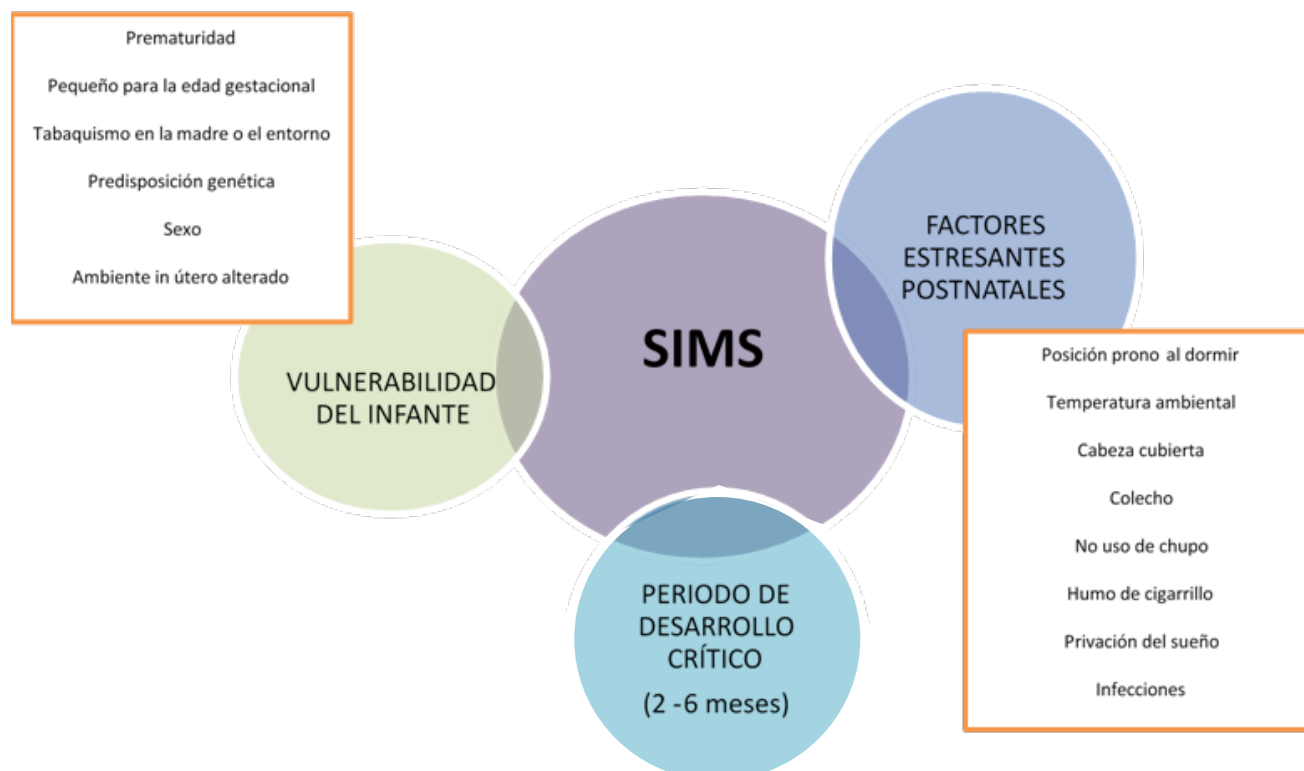 Prematuridad
Pequeño para la edad gestacional
Tabaquismo en la madre o el entorno
Predisposición genética
Sexo
Ambiente in útero alterado
VULNERABILIDAD
DEL INFANTE
SIMS
FACTORES
ESTRESANTES
POSTNATALES
Posición prono al dormir
Temperatura ambiental
Cabeza cubierta
Colecho
No uso de chupo
Humo de cigarrillo
Privación del sueño
Infecciones
PERIODO DE
DESARROLLO
CRÍTICO
(2 -6 meses)